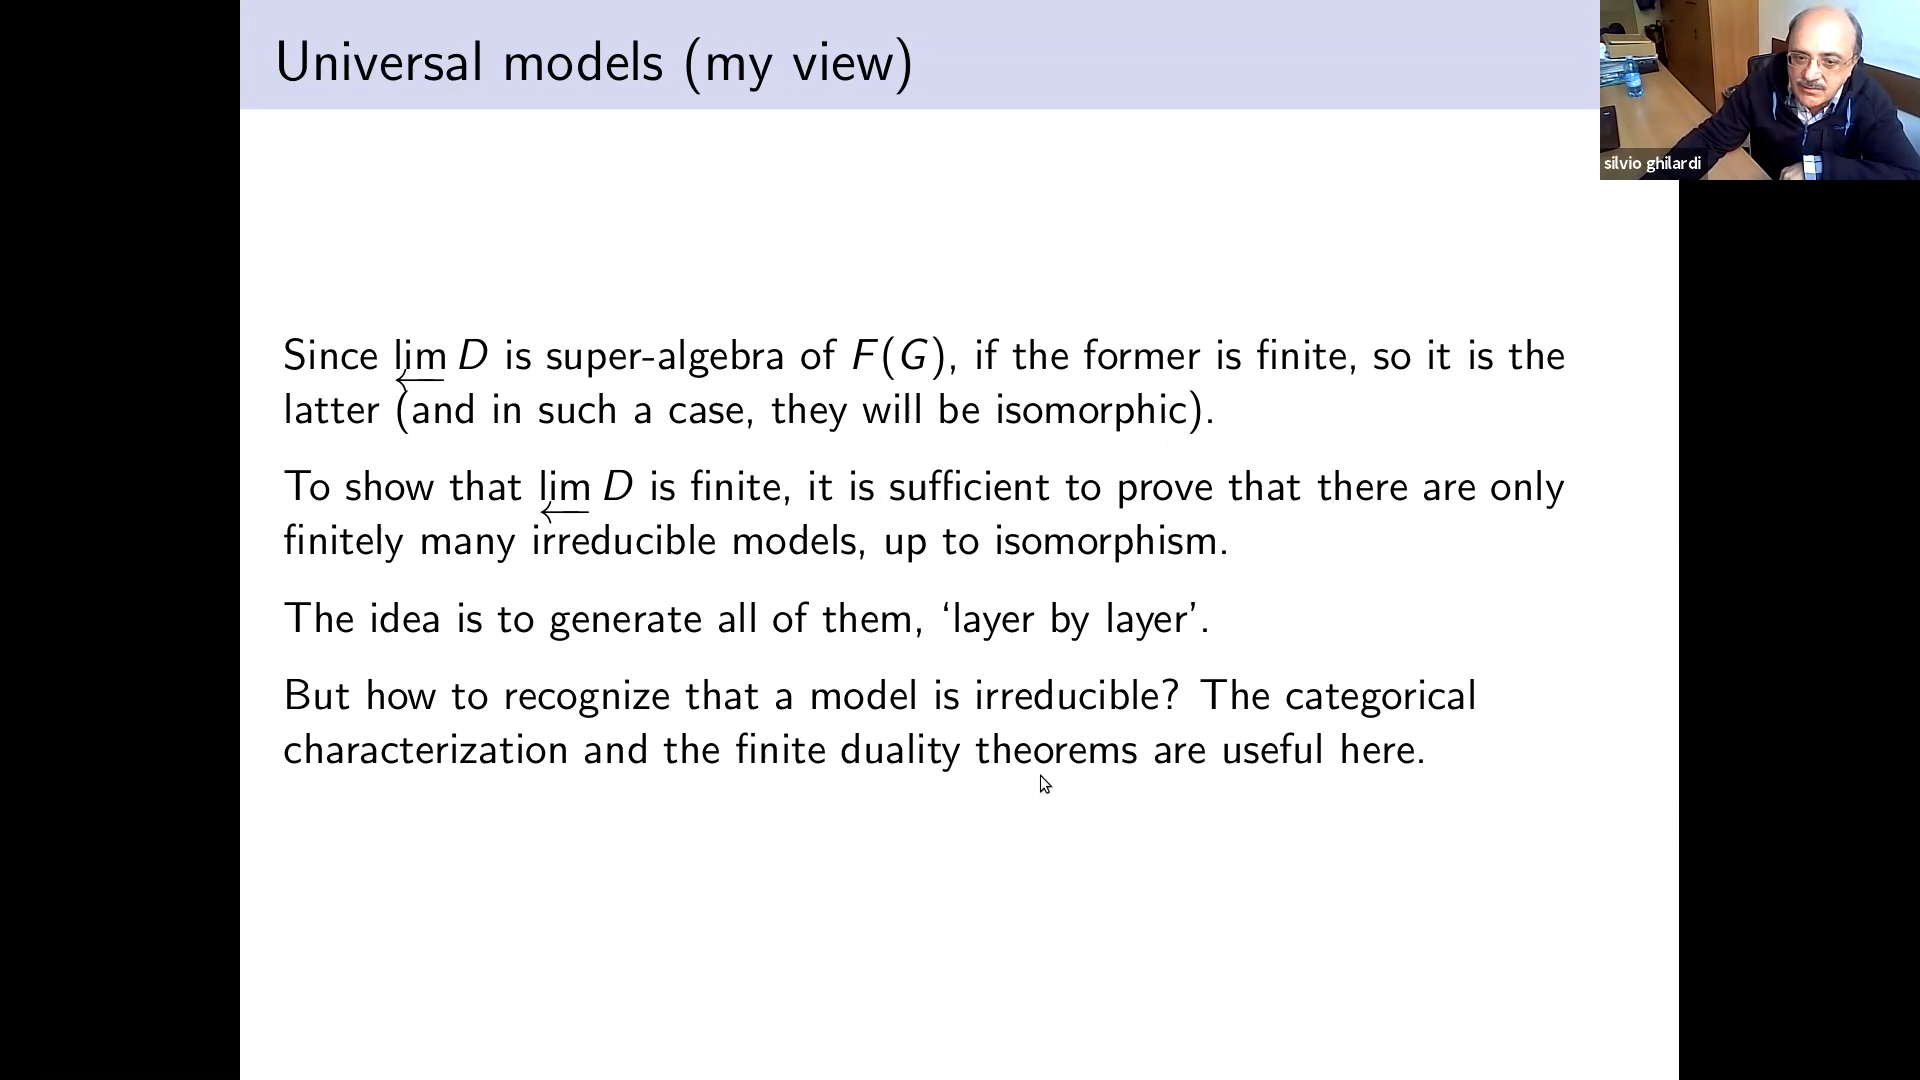 Universal models (my view)
silvio ghilardi
Since lim D is super-algebra of F(G), if the former is finite, so it is the
←
latter (and in such a case, they will be isomorphic).
To show that lim D is finite, it is sufficient to prove that there are only
←
finitely many irreducible models, up to isomorphism.
The idea is to generate all of them, ‘layer by layer’.
But how to recognize that a model is irreducible? The categorical
characterization and the finite duality theorems are useful here.